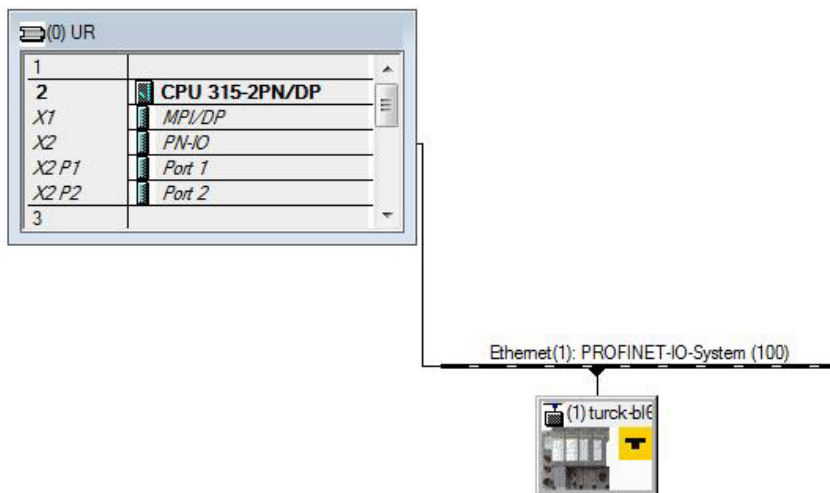 (0) UR
1
2 CPU 315-2PN/DP
X1 MPI/DP
X2 PN-IO
X2 P1 Port 1
X2 P2 Port 2
3
Ethernet(1): PROFINET-IO-System (100)
(1) turck-bl6